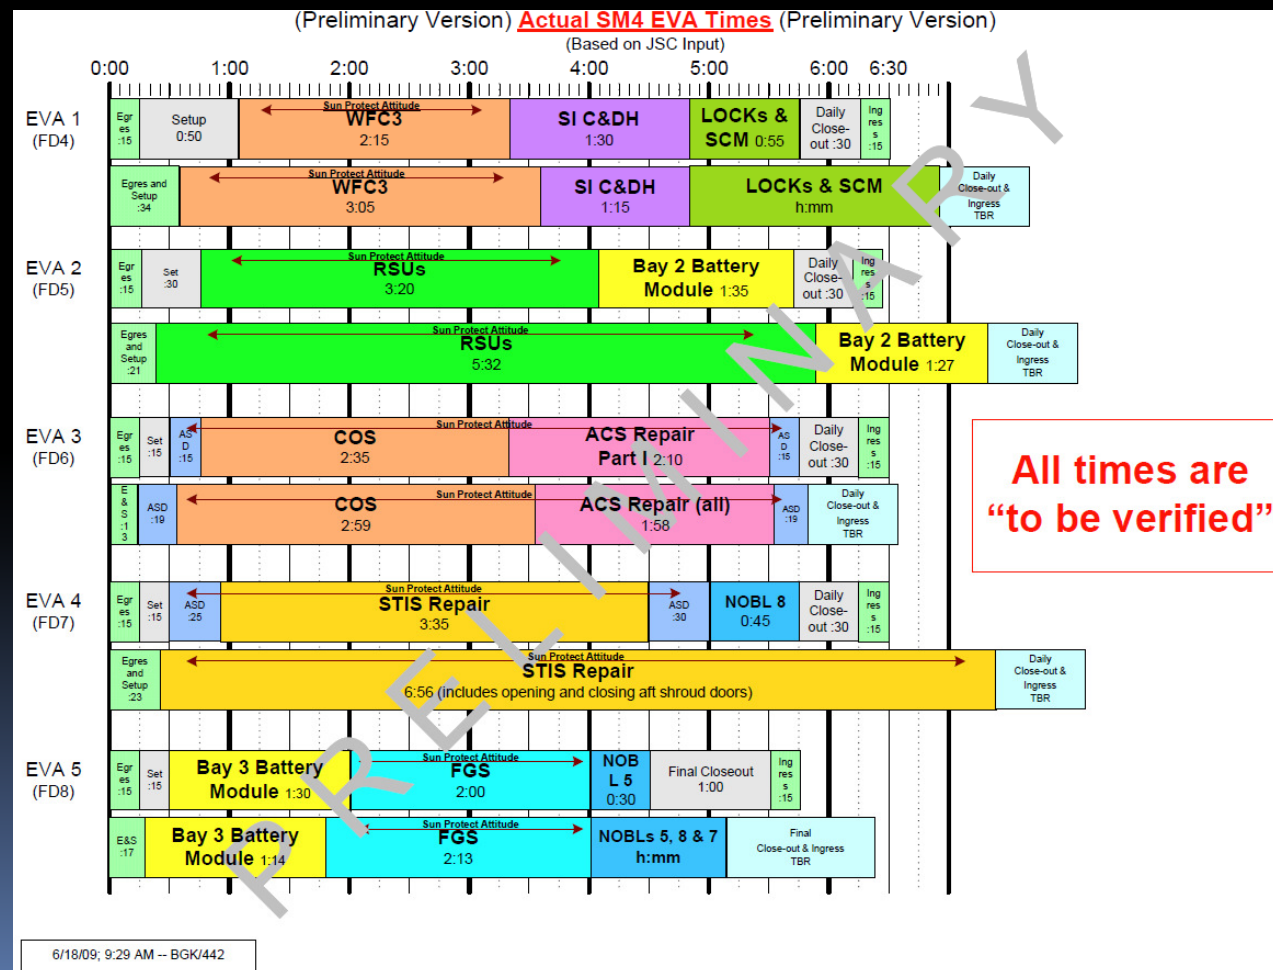 (Preliminary Version) Actual SM4 EVA Times (Preliminary Version)
(Based on JSC Input)
0:00 1:00 2:00 3:00 4:00 5:00 6:00 6:30
EVA 1
(FD4)
Egr
es
:15
Setup
0:50
Sun Protect Attitude
WFC3
2:15
SI C&DH
1:30
LOCKs &
SCM 0:55
Daily
Close-
out :30
Ing
res
s
:15
Egres and
Setup
:34
Sun Protect Attitude
WFC3
3:05
SI C&DH
1:15
LOCKs & SCM
h:mm
Daily
Close-out &
Ingress
TBR
EVA 2
(FD5)
Egr
es
:15
Set
:30
Sun Protect Attitude
RSUs
3:20
Bay 2 Battery
Module 1:35
Daily
Close-
out :30
Ing
res
s
:15
Egres
and
Setup
:21
Sun Protect Attitude
RSUs
5:32
Bay 2 Battery
Module 1:27
Daily
Close-out &
Ingress
TBR
EVA 3
(FD6)
Egr
es
:15
Set
:15
AS
D
:15
Sun Protect Attitude
COS
2:35
ACS Repair
Part I 2:10
AS
D
:15
Daily
Close-
out :30
Ing
res
s
:15
E
&
S
:1
3
ASD
:19
Sun Protect Attitude
COS
2:59
ACS Repair (all)
1:58
ASD
:19
Daily
Close-out &
Ingress
TBR
All times are
“to be verified”
EVA 4
(FD7)
Egr
es
:15
Set
:15
ASD
:25
Sun Protect Attitude
STIS Repair
3:35
ASD
:30
NOBL 8
0:45
Daily
Close-
out :30
Ing
res
s
:15
Egres
and
Setup
:23
Sun Protect Attitude
STIS Repair
6:56 (includes opening and closing aft shroud doors)
Daily
Close-out &
Ingress
TBR
EVA 5
(FD8)
Egr
es
:15
Set
:15
Bay 3 Battery
Module 1:30
Sun Protect Attitude
FGS
2:00
NOB
L 5
0:30
Final Closeout
1:00
Ing
res
s
:15
E&S
:17
Bay 3 Battery
Module 1:14
Sun Protect Attitude
FGS
2:13
NOBLs 5, 8 & 7
h:mm
Final
Close-out & Ingress
TBR
PRELIMINARY
6/18/09; 9:29 AM -- BGK/442